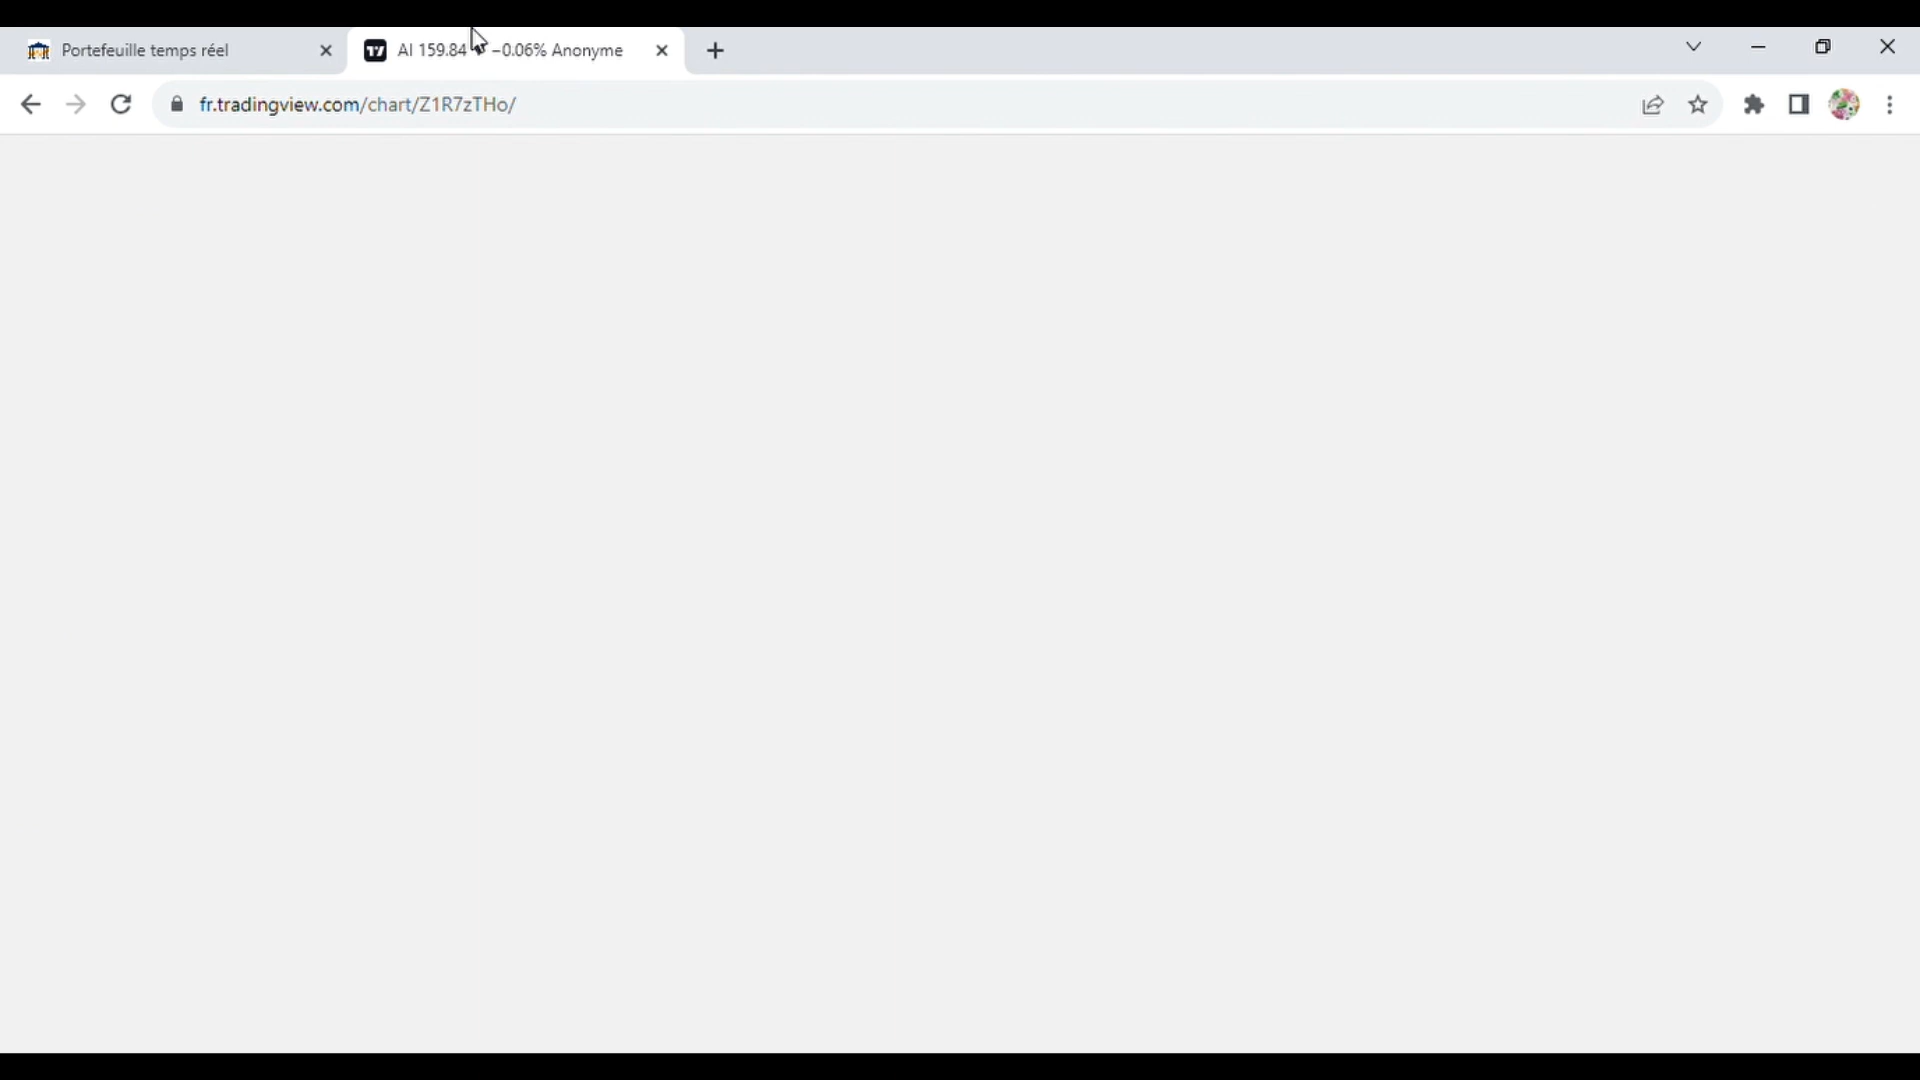 Portefeuille temps réel
AI 159.84 −0.06% Anonyme
fr.tradingview.com/chart/Z1R7zTHo/